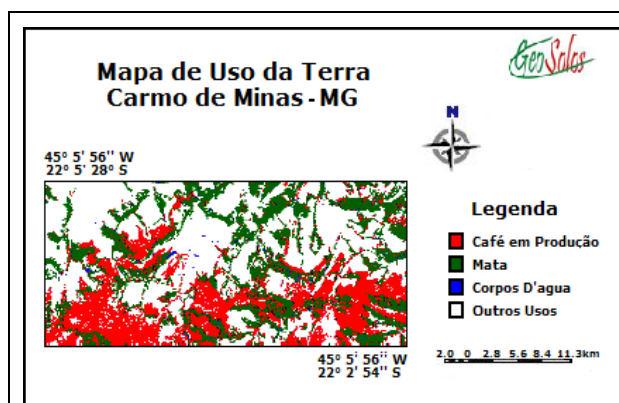 GeoSolos
Mapa de Uso da Terra
Carmo de Minas - MG
N
45° 5' 56'' W
22° 5' 28'' S
Legenda
Café em Produção
Mata
Corpos D'agua
Outros Usos
45° 5' 56'' W
22° 2' 54'' S
2.0 0 2.8 5.6 8.4 11.3km